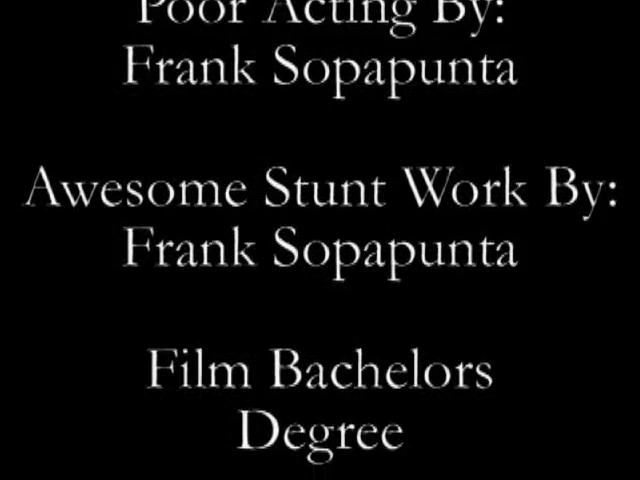 Poor Acting By:
Frank Sopapunta
Awesome Stunt Work By:
Frank Sopapunta
Film Bachelors
Degree